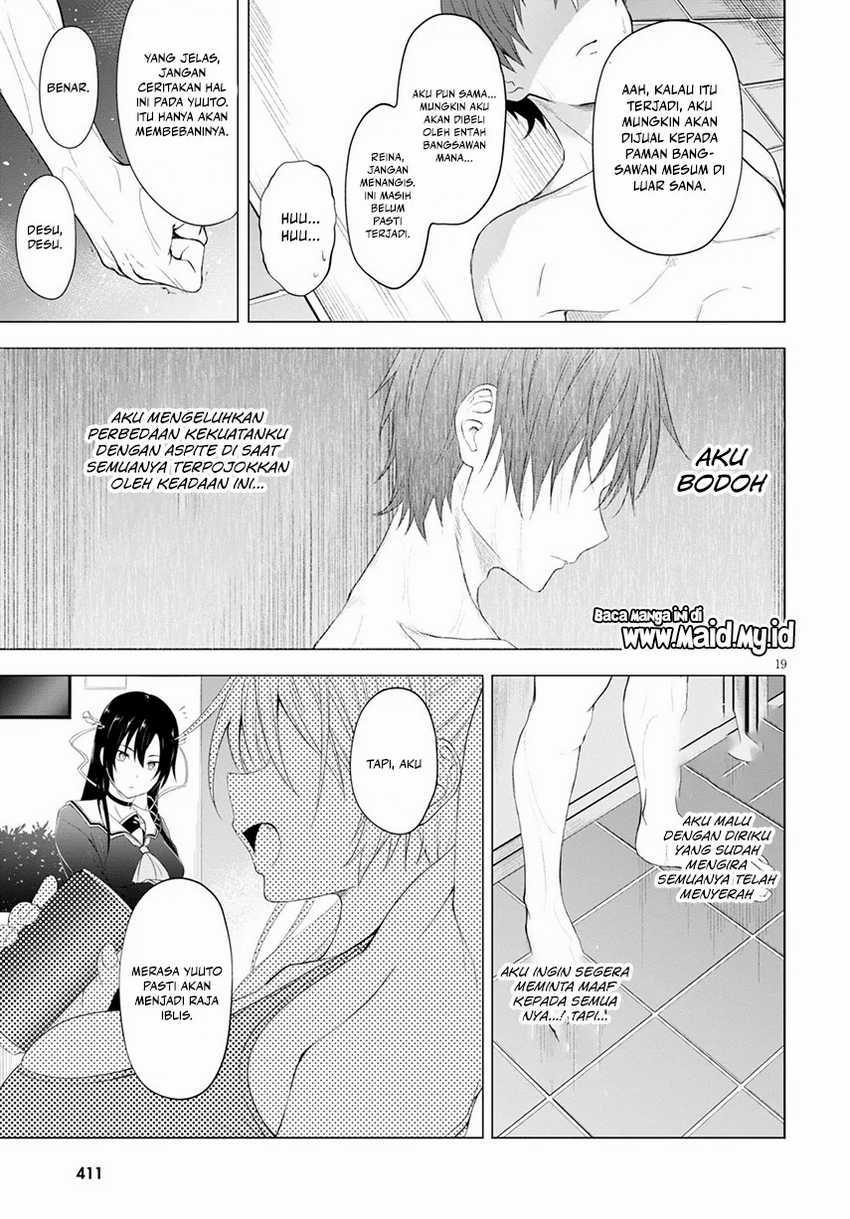 AAH, KALAU ITU
TERJADI, AKU
MUNGKIN AKAN
DIJUAL KEPADA
PAMAN BANG-
SAWAN MESUM DI
LUAR SANA.
AKU PUN SAMA...
MUNGKIN AKU
AKAN DIBELI
OLEH ENTAH
BANGSAWAN
MANA...
REINA,
JANGAN
MENANGIS.
INI MASIH
BELUM PASTI
TERJADI.
HUU...
HUU...
YANG JELAS,
JANGAN
CERITAKAN HAL
INI PADA YUUTO.
ITU HANYA AKAN
MEMBEBANINYA.
BENAR.
DESU,
DESU.
AKU
BODOH
AKU MENGELUHKAN
PERBEDAAN KEKUATANKU
DENGAN ASPITE DI SAAT
SEMUANYA TERPOJOKKAN
OLEH KEADAAN INI...
Baca Manga ini di
www.Maid.My.id
19
AKU MALU
DENGAN DIRIKU
YANG SUDAH
MENGIRA
SEMUANYA TELAH
MENYERAH
AKU INGIN SEGERA
MEMINTA MAAF
KEPADA SEMUA
NYA...! TAPI...
TAPI, AKU
MERASA YUUTO
PASTI AKAN
MENJADI RAJA
IBLIS.
411